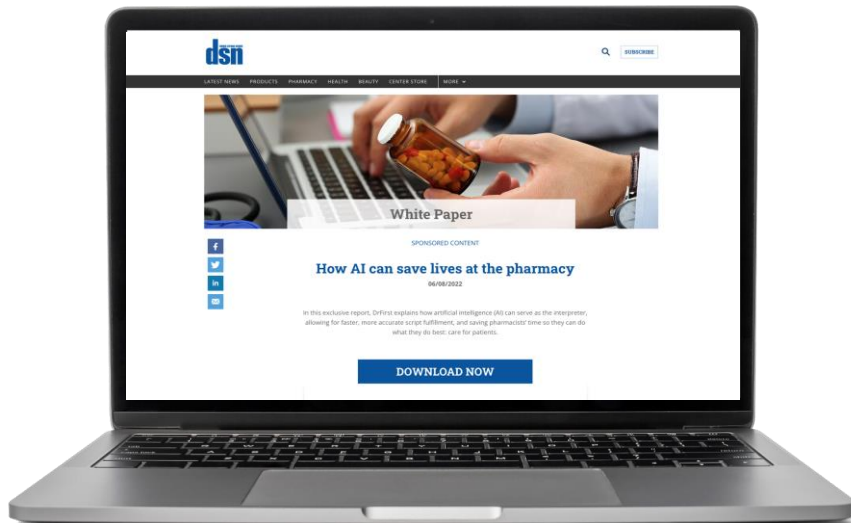 dsn
SUBSCRIBE
LATEST NEWS PRODUCTS PHARMACY HEALTH BEAUTY CENTER STORE MORE
White Paper
SPONSORED CONTENT
How AI can save lives at the pharmacy
06/08/2022
In this exclusive report, DrFirst explains how artificial intelligence (AI) can serve as the interpreter,
allowing for faster, more accurate script fulfillment, and saving pharmacists' time so they can do
what they do best: care for patients.
DOWNLOAD NOW